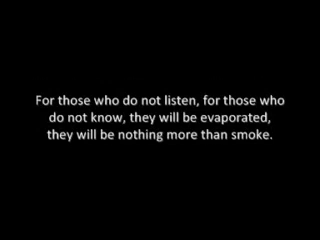 For those who do not listen, for those who
do not know, they will be evaporated,
they will be nothing more than smoke.